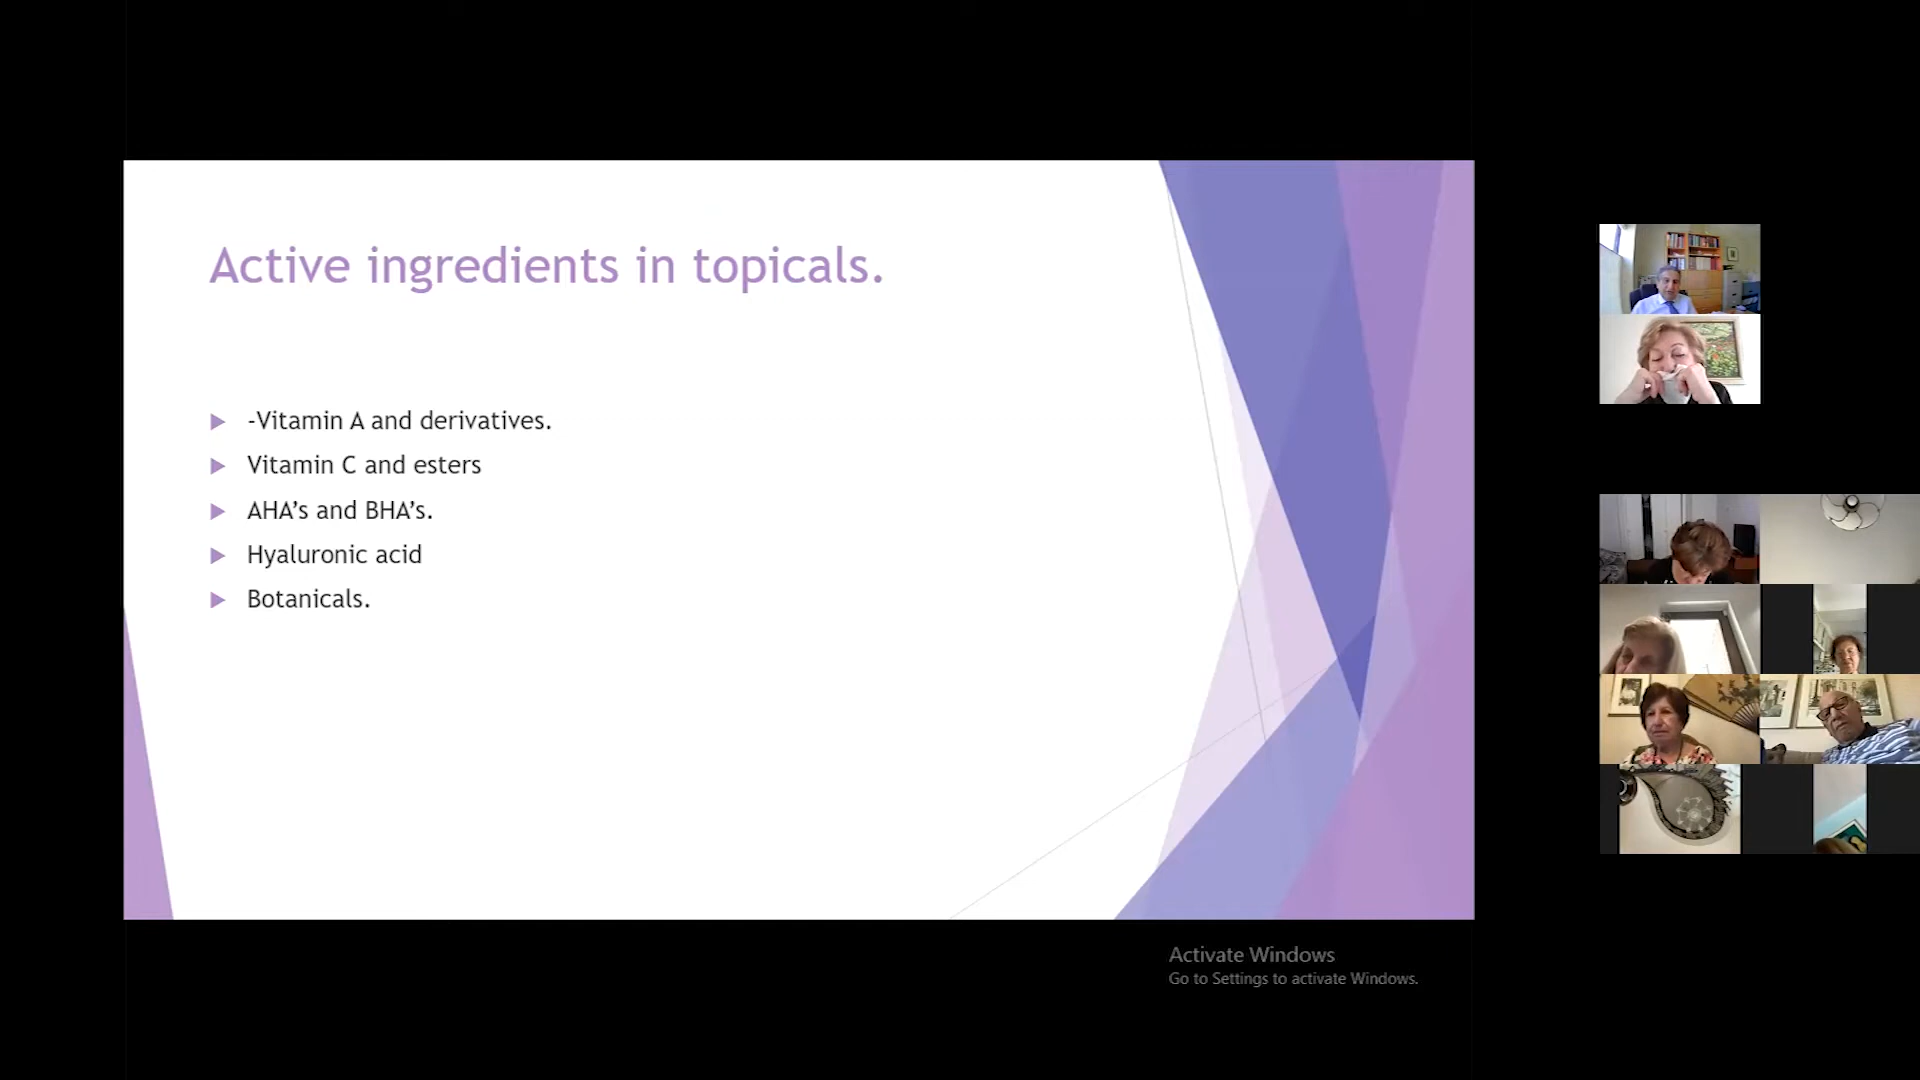 Active ingredients in topicals.
-Vitamin A and derivatives.
Vitamin C and esters
AHA’s and BHA’s.
Hyaluronic acid
Botanicals.
Activate Windows
Go to Settings to activate Windows.